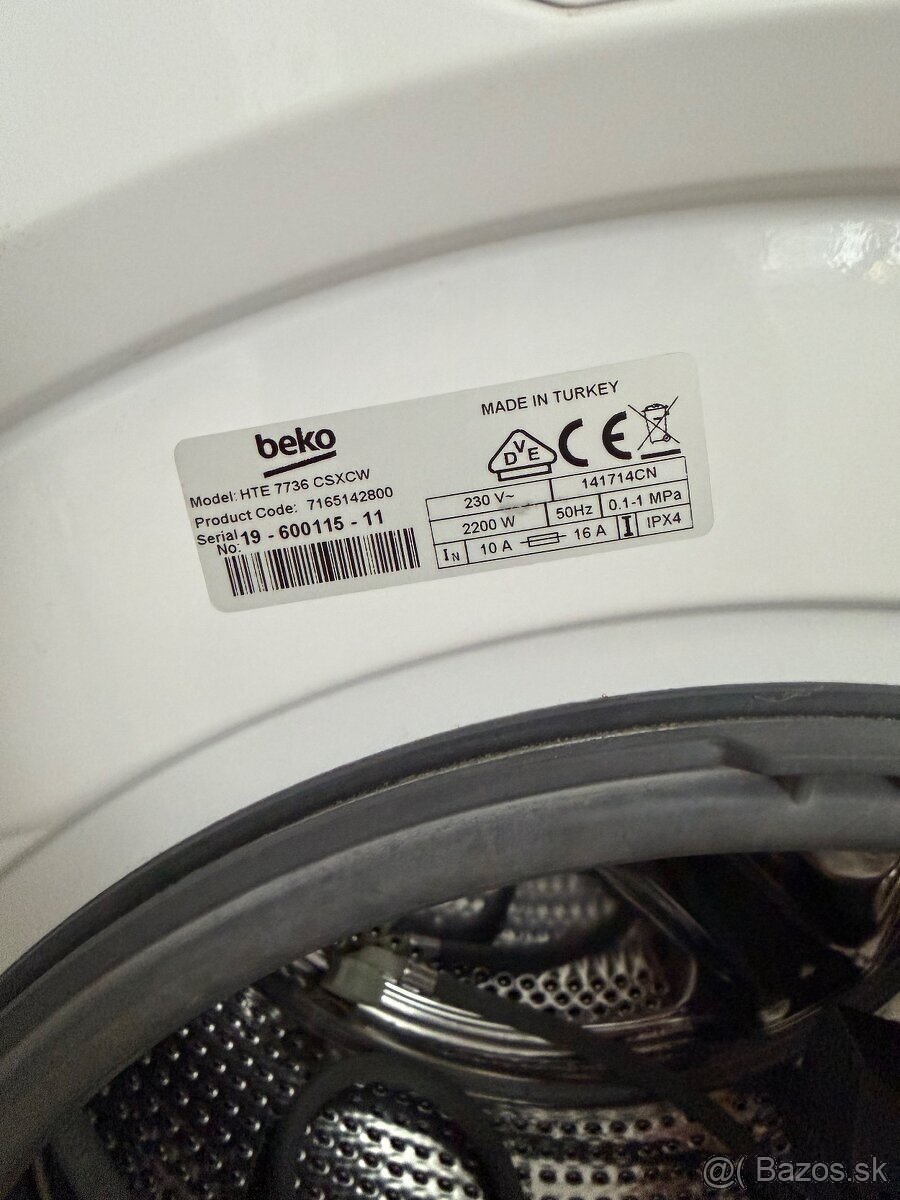 beko
MADE IN TURKEY
Model: HTE 7736 CSXCW
Product Code: 7165142800
Serial No: 19 - 600115 - 11
DVE
CE
230 V~ 141714CN
2200 W 50Hz 0.1-1 MPa
IN 10 A 16 A I IPX4
@( Bazos.sk